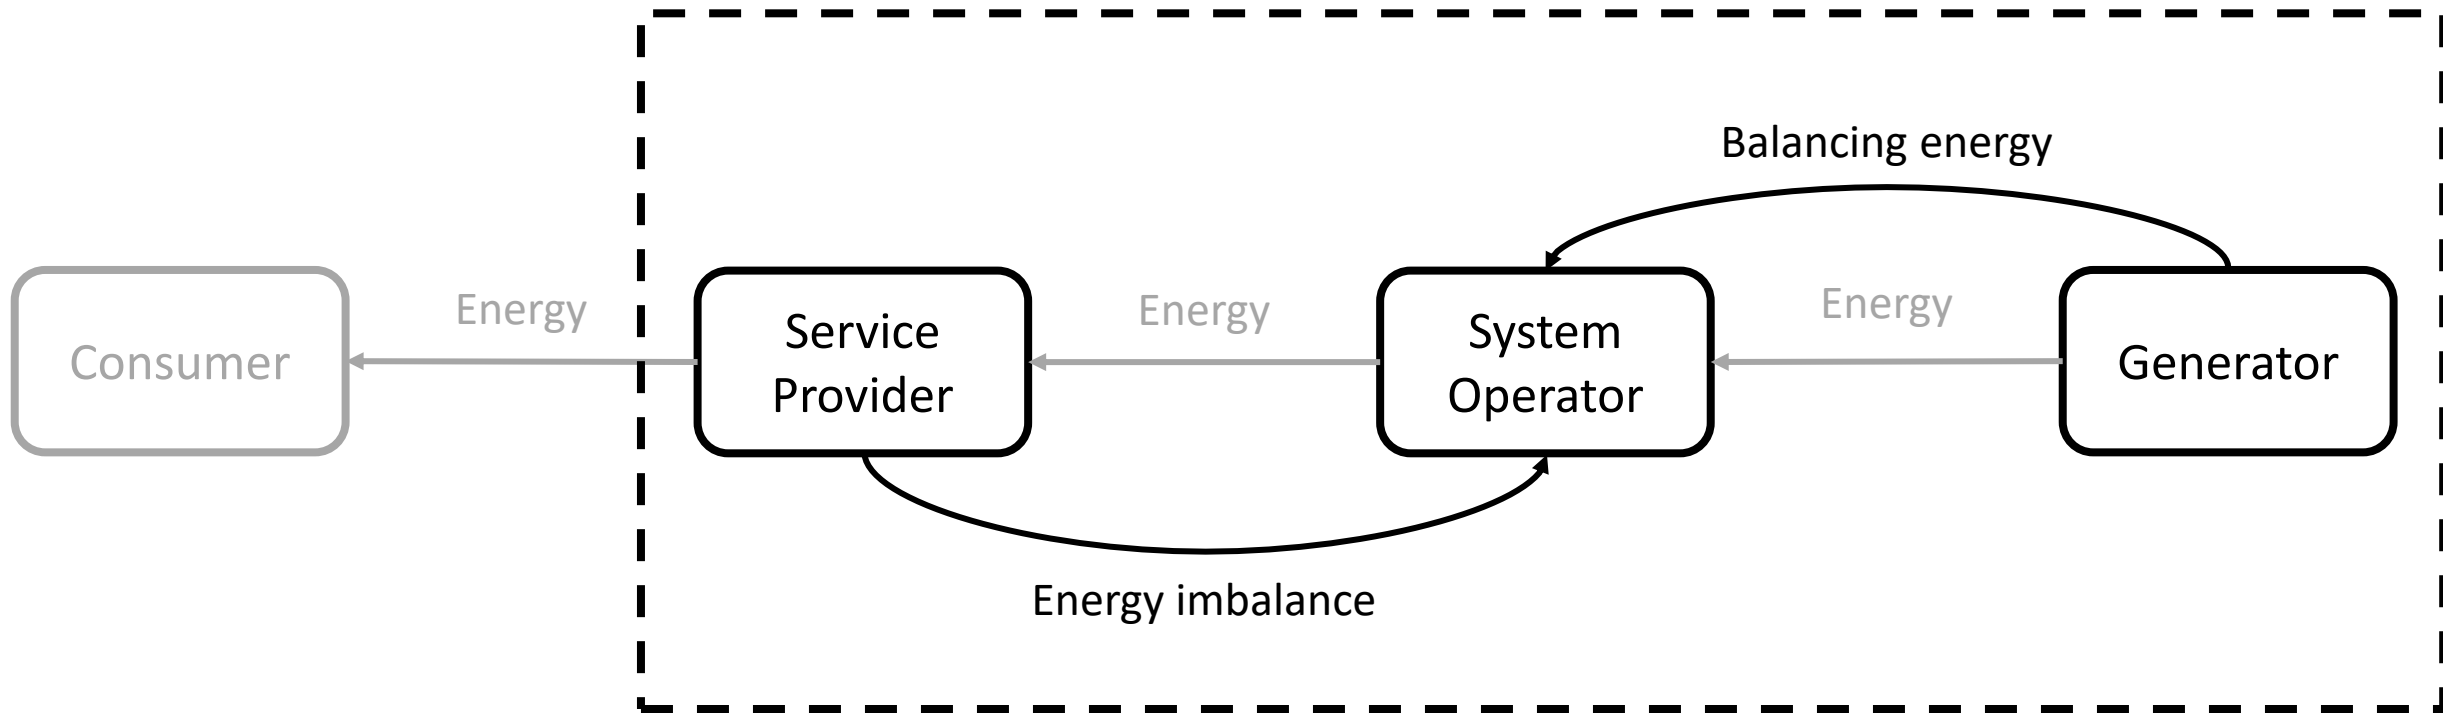 Balancing energy
Consumer
Energy
Service
Provider
Energy
System
Operator
Energy
Generator
Energy imbalance